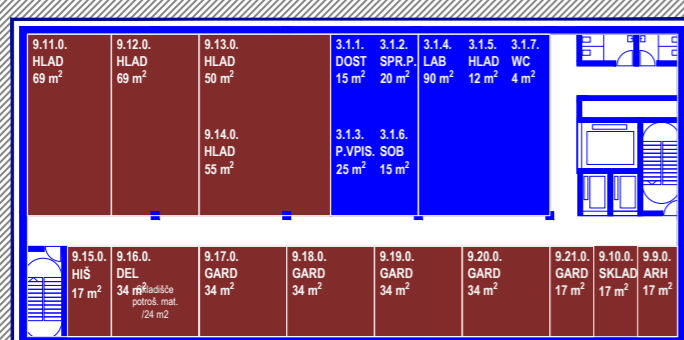 9.11.0.
HLAD
69 m²
9.12.0.
HLAD
69 m²
9.13.0.
HLAD
50 m²
9.14.0.
HLAD
55 m²
3.1.1.
DOST
15 m²
3.1.2.
SPR.P.
20 m²
3.1.3.
P.VPIS.
25 m²
3.1.6.
SOB
15 m²
3.1.4.
LAB
90 m²
3.1.5.
HLAD
12 m²
3.1.7.
WC
4 m²
9.15.0.
HIŠ
17 m²
9.16.0.
DEL
34 m²
skladišče
potroš. mat.
/24 m2
9.17.0.
GARD
34 m²
9.18.0.
GARD
34 m²
9.19.0.
GARD
34 m²
9.20.0.
GARD
34 m²
9.21.0.
GARD
17 m²
9.10.0.
SKLAD
17 m²
9.9.0.
ARH
17 m²